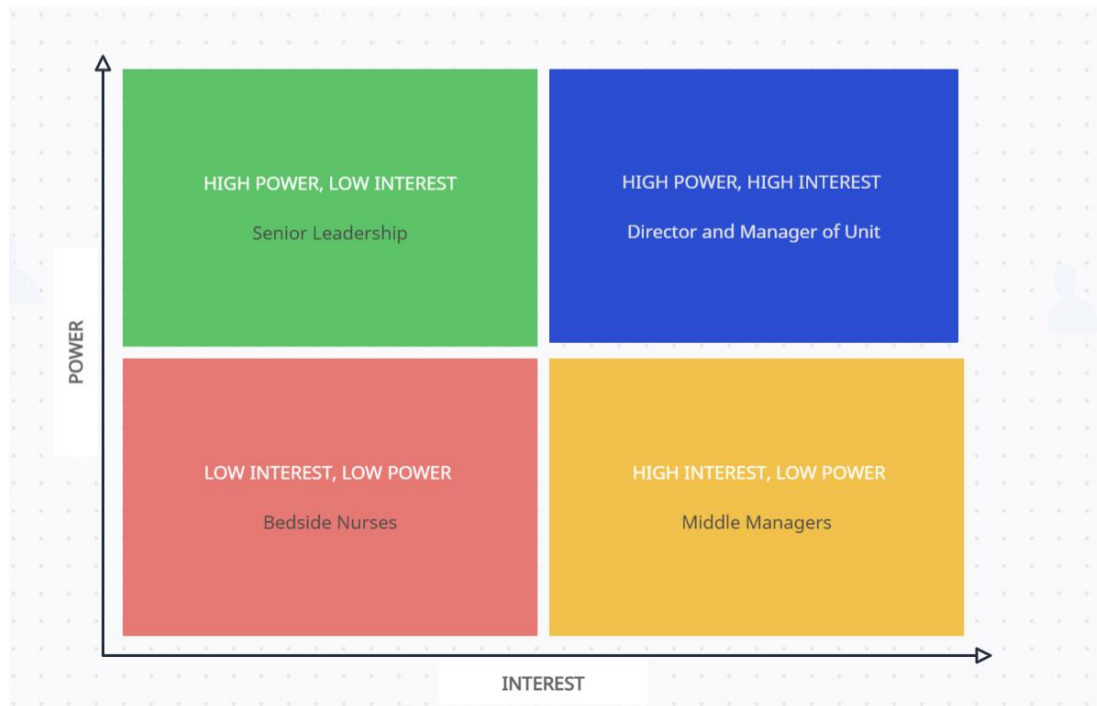 HIGH POWER, LOW INTEREST
Senior Leadership
HIGH POWER, HIGH INTEREST
Director and Manager of Unit
POWER
LOW INTEREST, LOW POWER
Bedside Nurses
HIGH INTEREST, LOW POWER
Middle Managers
INTEREST